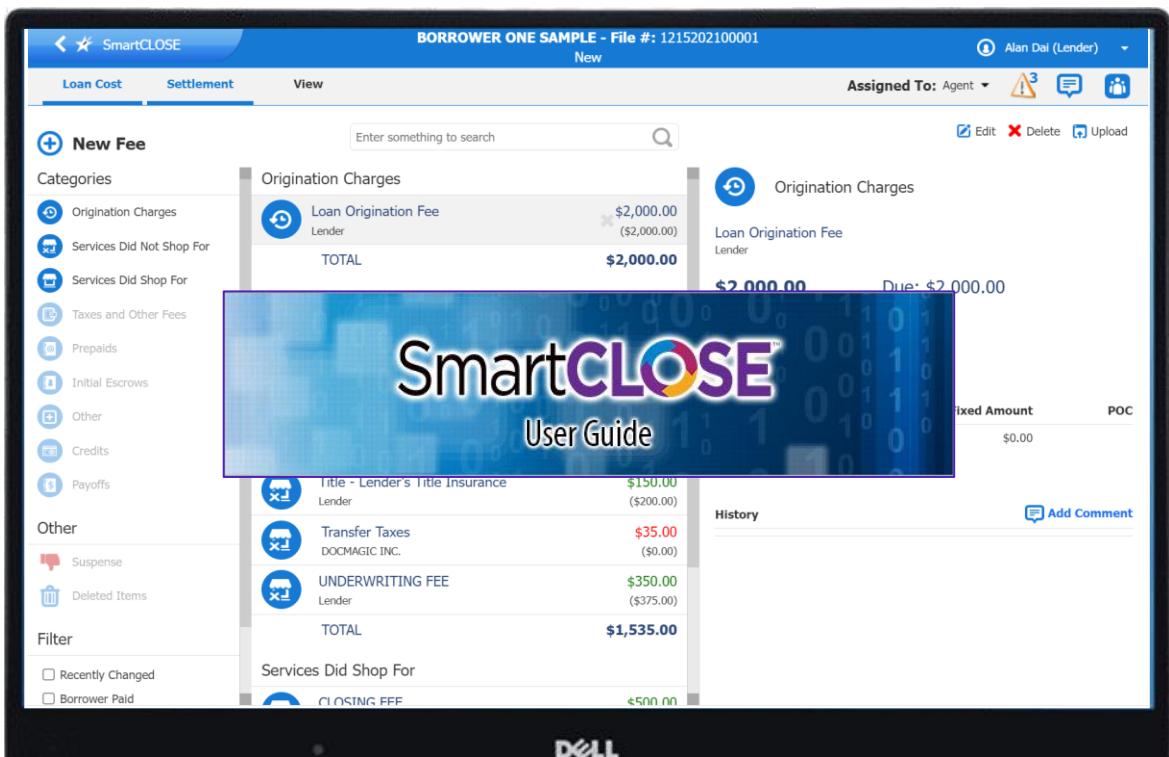 SmartCLOSE
BORROWER ONE SAMPLE - File #: 1215202100001
New
Alan Dai (Lender)
Loan Cost Settlement View
Assigned To: Agent 3
New Fee
Enter something to search
Edit Delete Upload
Categories
Origination Charges
Services Did Not Shop For
Services Did Shop For
Taxes and Other Fees
Prepaids
Initial Escrows
Other
Credits
Payoffs
Other
Suspense
Deleted Items
Filter
Recently Changed
Borrower Paid
Origination Charges
Loan Origination Fee $2,000.00
Lender ($2,000.00)
TOTAL $2,000.00
SmartCLOSE™
User Guide
Title - Lender's Title Insurance $150.00
Lender ($200.00)
Transfer Taxes $35.00
DOCMAGIC INC. ($0.00)
UNDERWRITING FEE $350.00
Lender ($375.00)
TOTAL $1,535.00
Services Did Shop For
CLOSING FEE $500.00
Origination Charges
Loan Origination Fee
Lender
$2,000.00 Due: $2,000.00
Fixed Amount POC
$0.00
History Add Comment
DELL